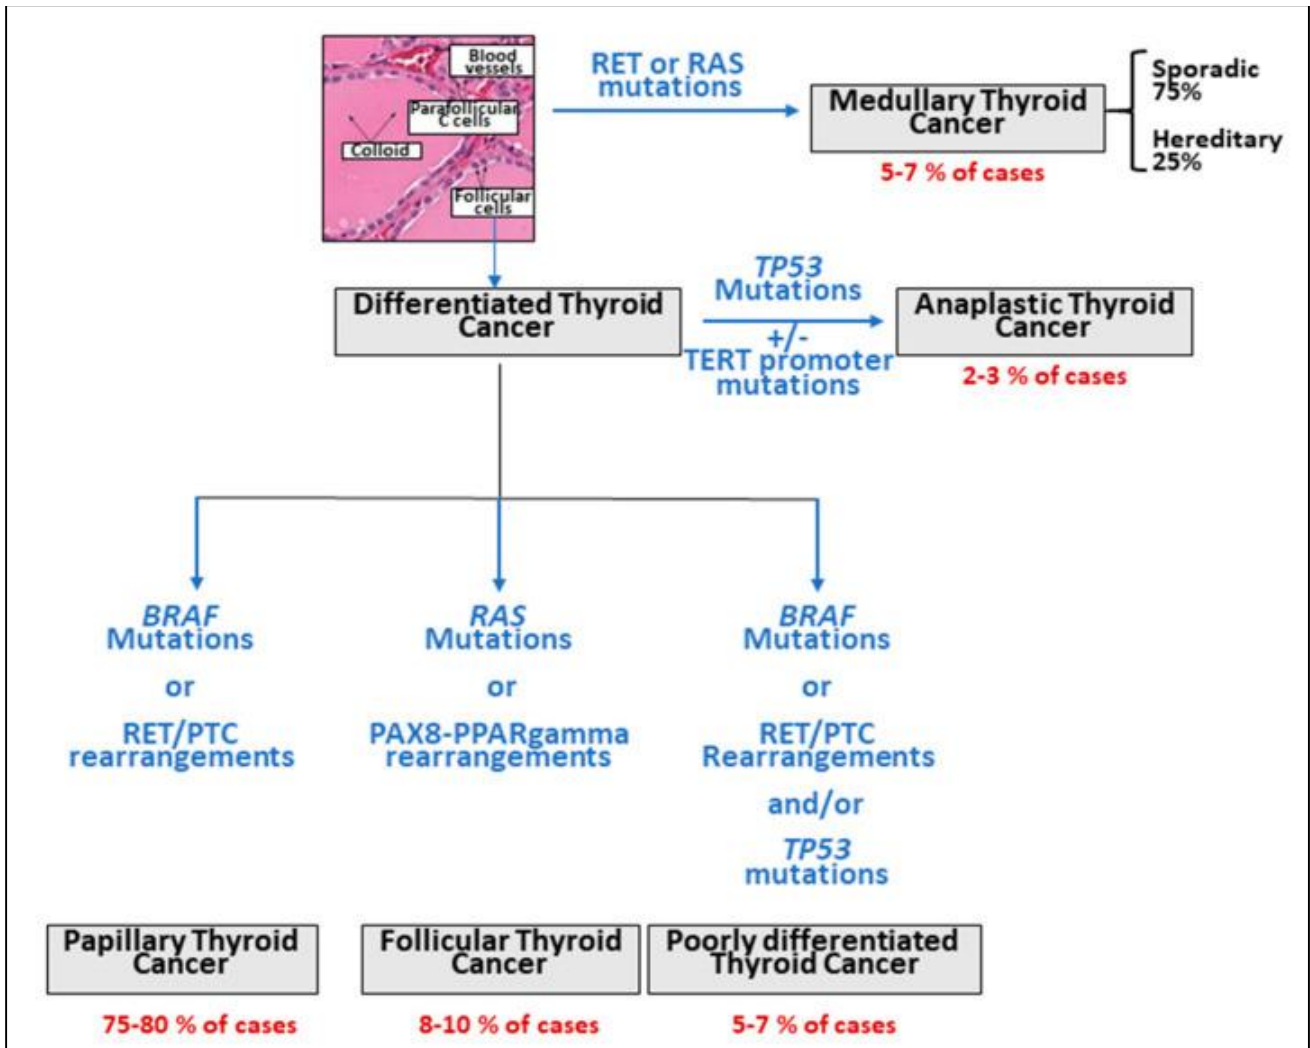 Blood
vessels
Parafollicular
C cells
Colloid
Follicular
cells
RET or RAS
mutations
Medullary Thyroid
Cancer
5-7 % of cases
Sporadic
75%
Hereditary
25%
Differentiated Thyroid
Cancer
TP53
Mutations
+/-
TERT promoter
mutations
Anaplastic Thyroid
Cancer
2-3 % of cases
BRAF
Mutations
or
RET/PTC
rearrangements
RAS
Mutations
or
PAX8-PPARgamma
rearrangements
BRAF
Mutations
or
RET/PTC
Rearrangements
and/or
TP53
mutations
Papillary Thyroid
Cancer
75-80 % of cases
Follicular Thyroid
Cancer
8-10 % of cases
Poorly differentiated
Thyroid Cancer
5-7 % of cases